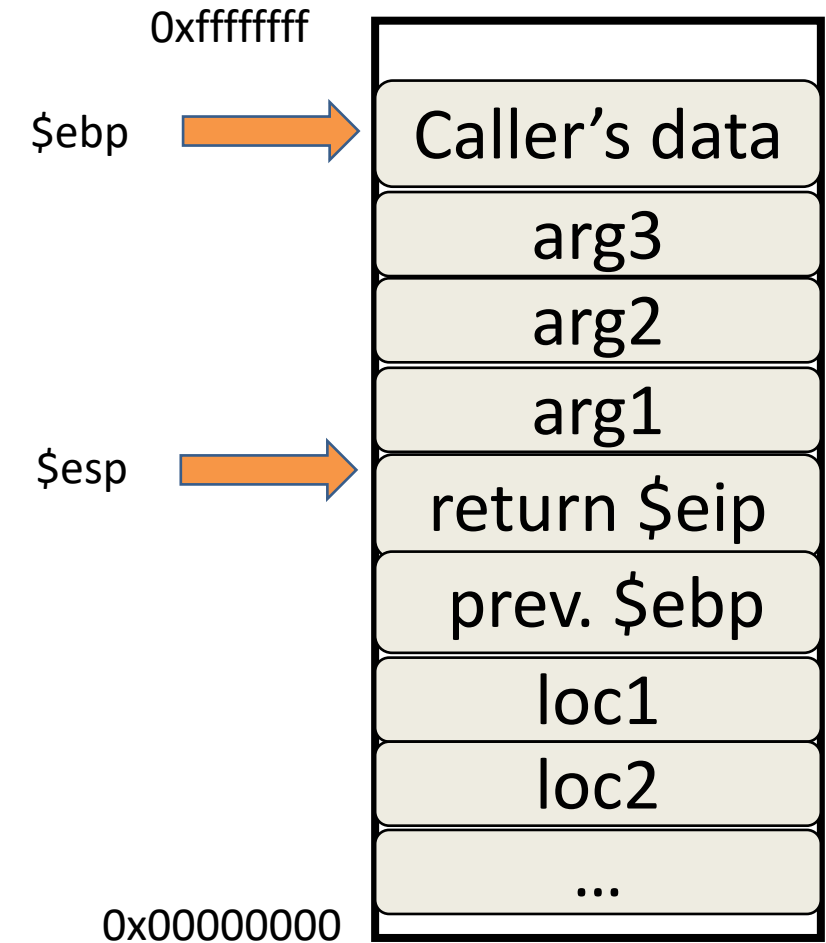 0xffffffff
$ebp
Caller’s data
arg3
arg2
arg1
$esp
return $eip
prev. $ebp
loc1
loc2
...
0x00000000